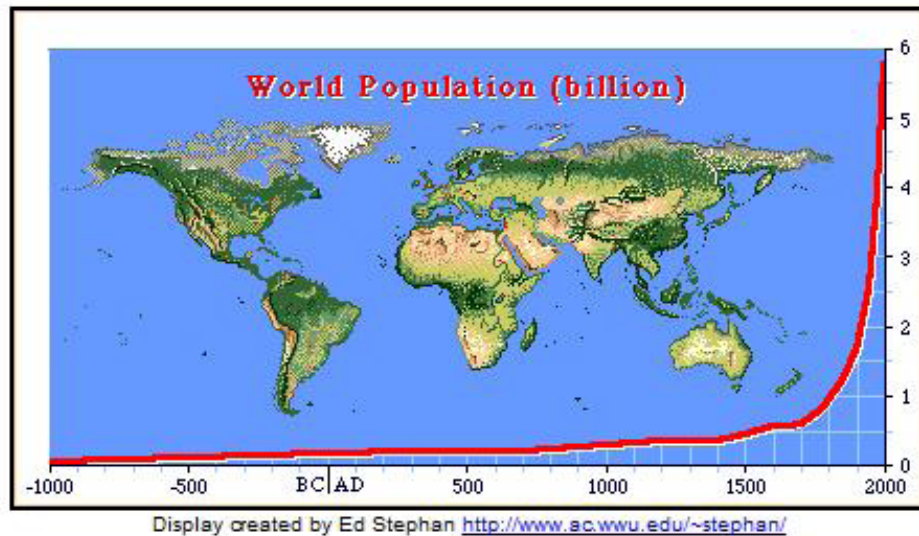 World Population (billion)
6
5
4
3
2
1
0
-1000 -500 BC|AD 500 1000 1500 2000
Display created by Ed Stephan http://www.ac.wwu.edu/~stephan/